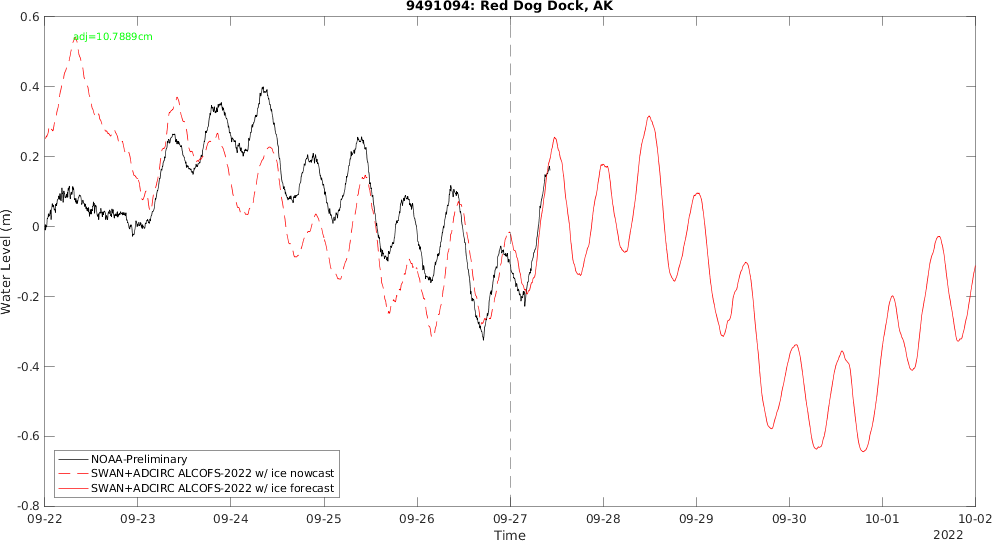 9491094: Red Dog Dock, AK
adj=10.7889cm
0.6
0.4
0.2
0
-0.2
-0.4
-0.6
-0.8
Water Level (m)
NOAA-Preliminary
SWAN+ADCIRC ALCOFS-2022 w/ ice nowcast
SWAN+ADCIRC ALCOFS-2022 w/ ice forecast
09-22 09-23 09-24 09-25 09-26 09-27 09-28 09-29 09-30 10-01 10-02
Time
2022